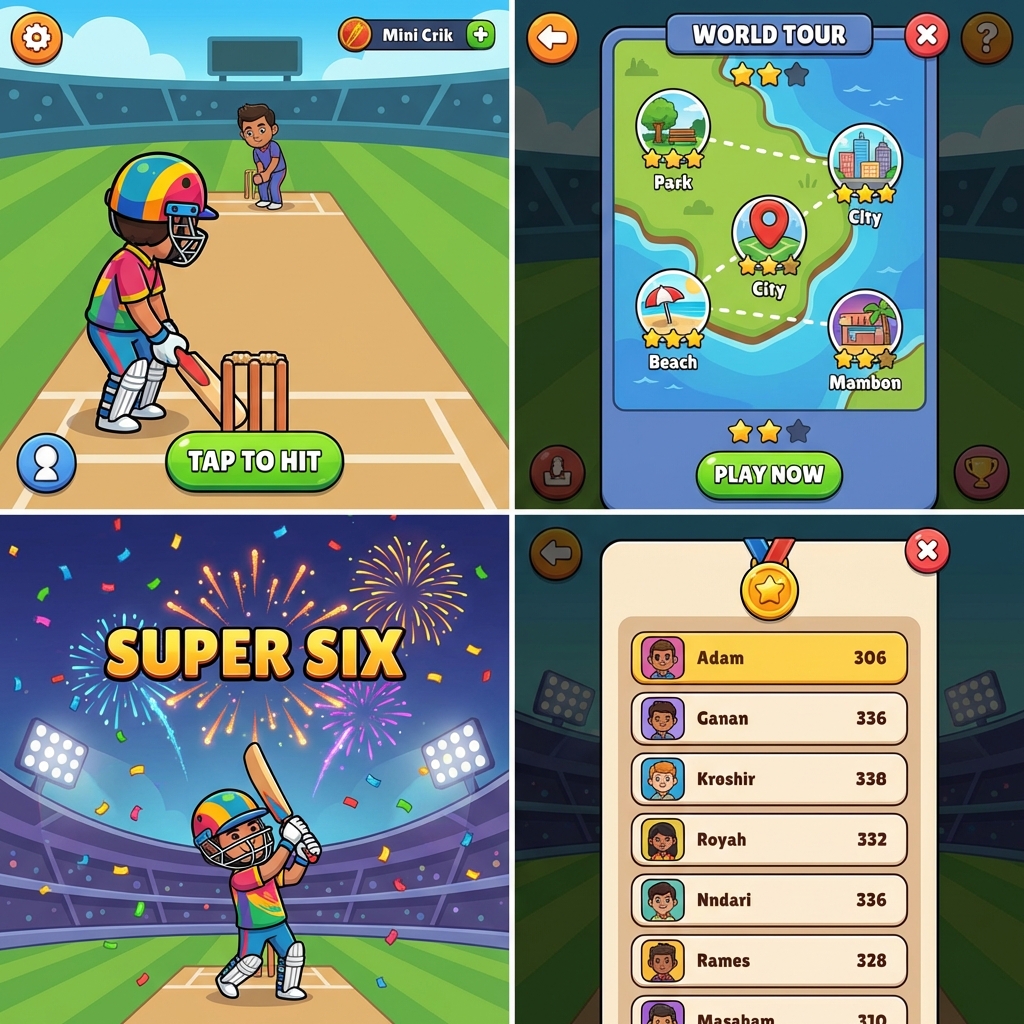 Mini Crik
TAP TO HIT
WORLD TOUR
Park
CIty
City
Beach
Mambon
PLAY NOW
SUPER SIX
Adam 306
Ganan 336
Kroshir 338
Royah 332
Nndari 336
Rames 328
Masaham 310